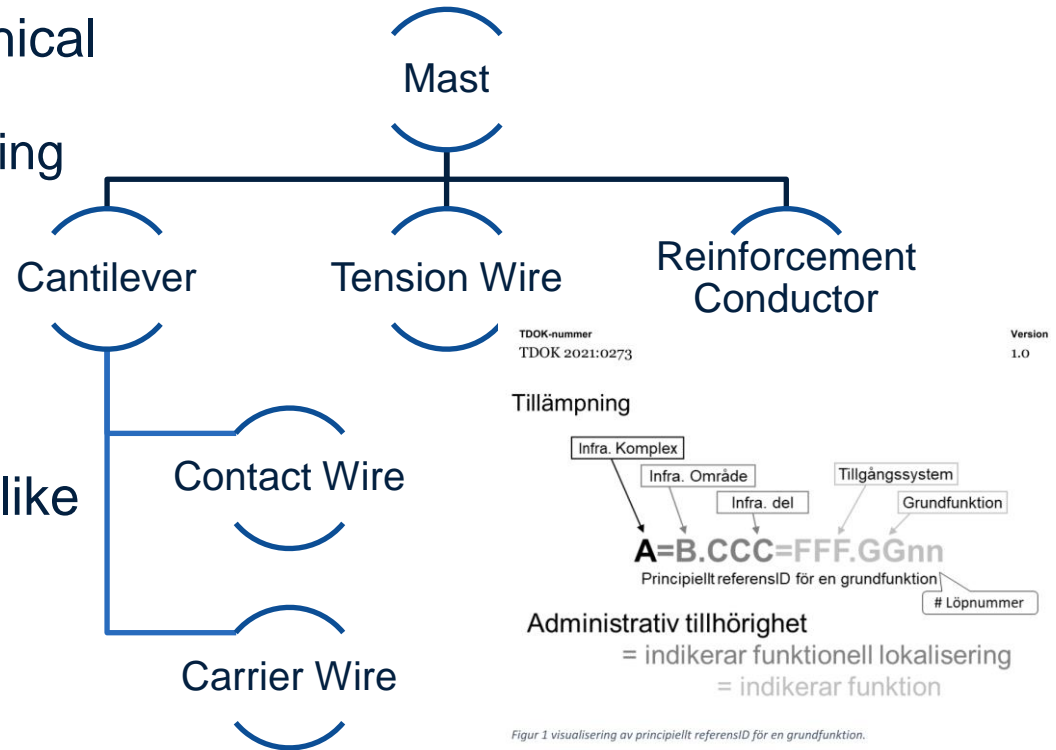 nical
ing
like
Mast
Cantilever
Tension Wire
Reinforcement
Conductor
Contact Wire
Carrier Wire
TDOK-nummer
TDOK 2021:0273
Version
1.0
Tillämpning
Infra. Komplex
Infra. Område
Infra. del
Tillgångssystem
Grundfunktion
A=B.CCC=FFF.GGnn
Principiellt referensID för en grundfunktion
# Löpnummer
Administrativ tillhörighet
= indikerar funktionell lokalisering
= indikerar funktion
Figur 1 visualisering av principiellt referensID för en grundfunktion.